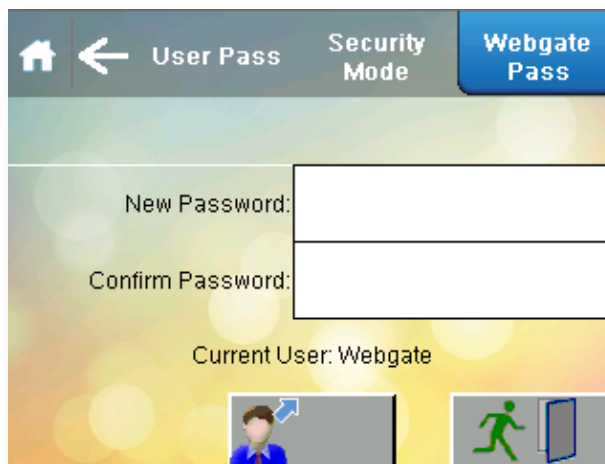 User Pass
Security
Mode
Webgate
Pass
New Password:
Confirm Password:
Current User: Webgate